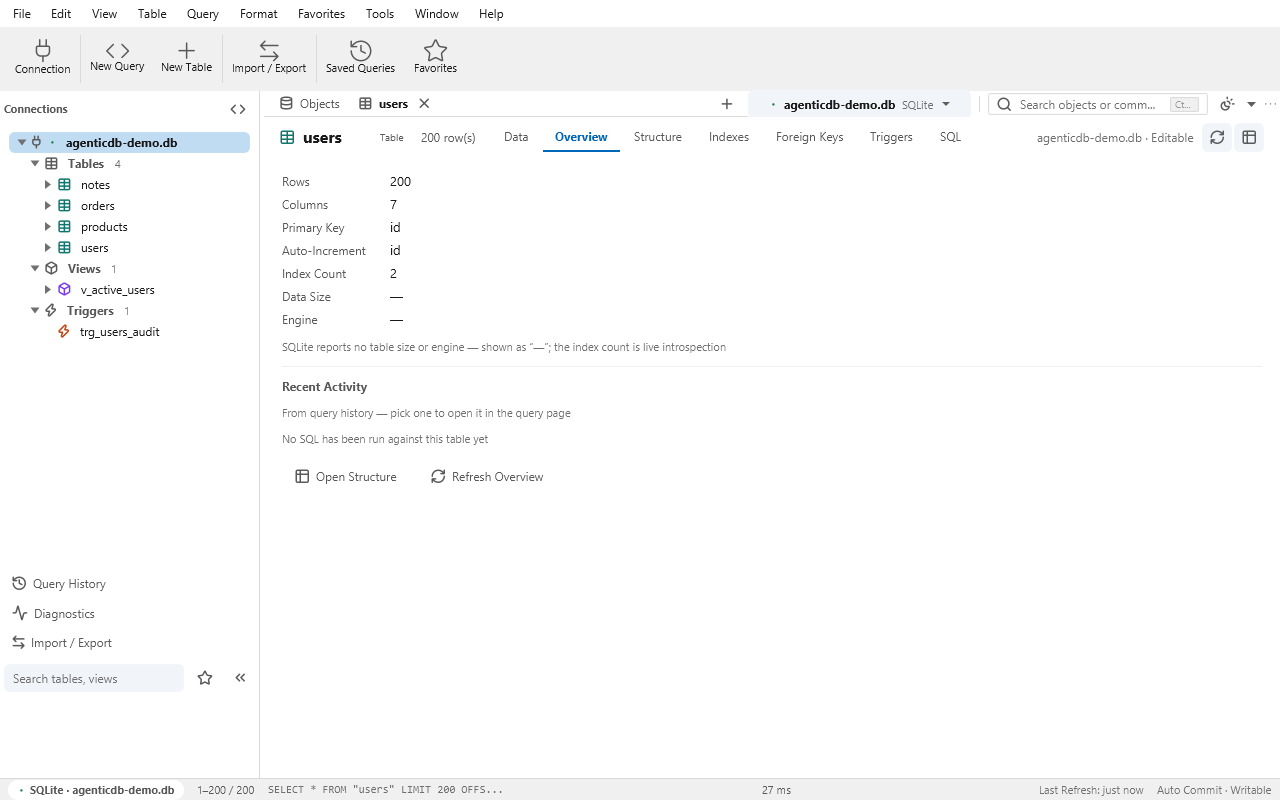 File Edit View Table Query Format Favorites Tools Window Help
Connection New Query New Table Import / Export Saved Queries Favorites
Connections
agenticdb-demo.db
Tables 4
notes
orders
products
users
Views 1
v_active_users
Triggers 1
trg_users_audit
Query History
Diagnostics
Import / Export
Search tables, views
Objects users agenticdb-demo.db SQLite Search objects or comm... Ct...
users Table 200 row(s) Data Overview Structure Indexes Foreign Keys Triggers SQL agenticdb-demo.db · Editable
Rows 200
Columns 7
Primary Key id
Auto-Increment id
Index Count 2
Data Size —
Engine —
SQLite reports no table size or engine — shown as “—”; the index count is live introspection
Recent Activity
From query history — pick one to open it in the query page
No SQL has been run against this table yet
Open Structure Refresh Overview
SQLite · agenticdb-demo.db 1–200 / 200 SELECT * FROM "users" LIMIT 200 OFFS... 27 ms Last Refresh: just now Auto Commit · Writable